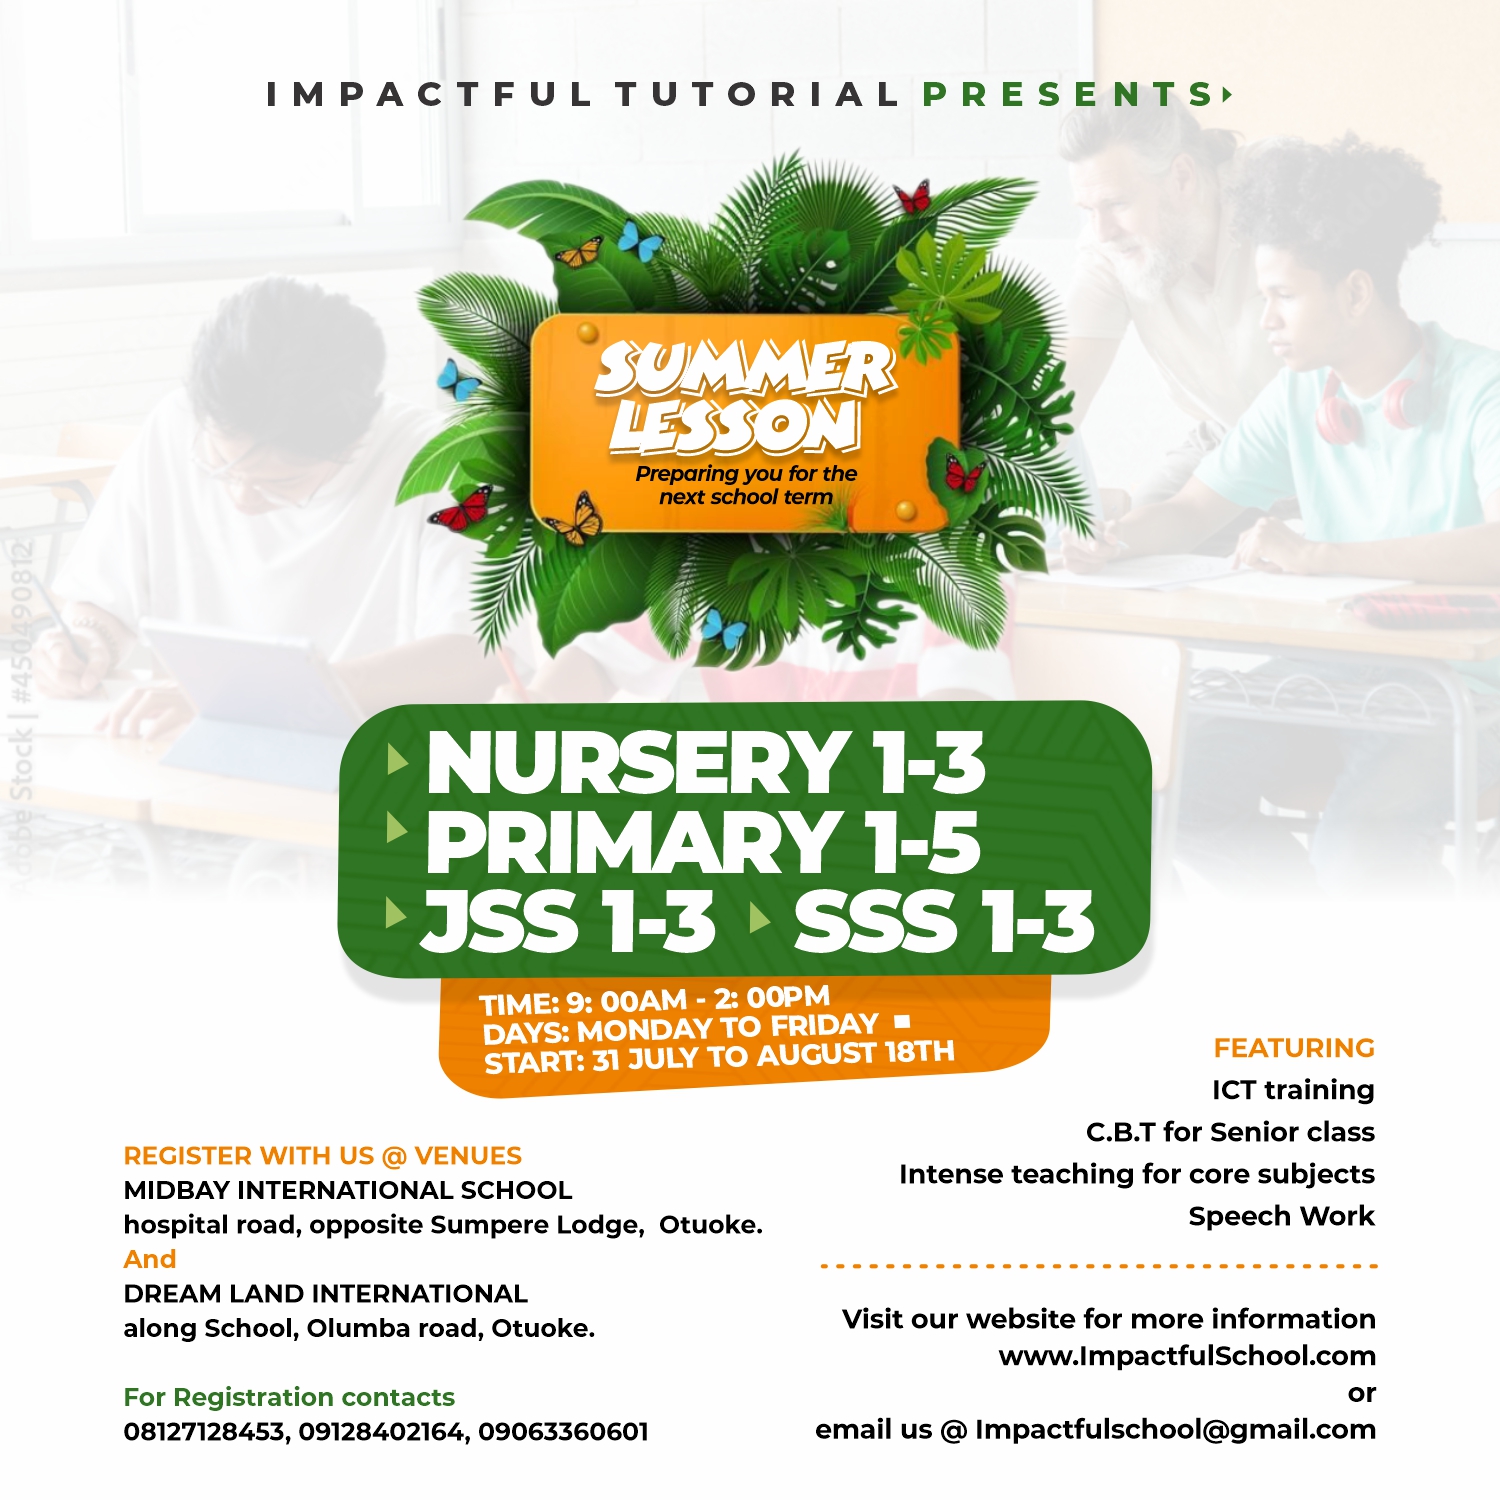 IMPACTFUL TUTORIAL PRESENTS
SUMMER
LESSON
Preparing you for the
next school term
NURSERY 1-3
PRIMARY 1-5
JSS 1-3 SSS 1-3
TIME: 9: 00AM - 2: 00PM
DAYS: MONDAY TO FRIDAY
START: 31 JULY TO AUGUST 18TH
REGISTER WITH US @ VENUES
MIDBAY INTERNATIONAL SCHOOL
hospital road, opposite Sumpere Lodge, Otuoke.
And
DREAM LAND INTERNATIONAL
along School, Olumba road, Otuoke.
For Registration contacts
08127128453, 09128402164, 09063360601
FEATURING
ICT training
C.B.T for Senior class
Intense teaching for core subjects
Speech Work
Visit our website for more information
www.ImpactfulSchool.com
or
email us @ Impactfulschool@gmail.com
Adobe Stock | #450490812